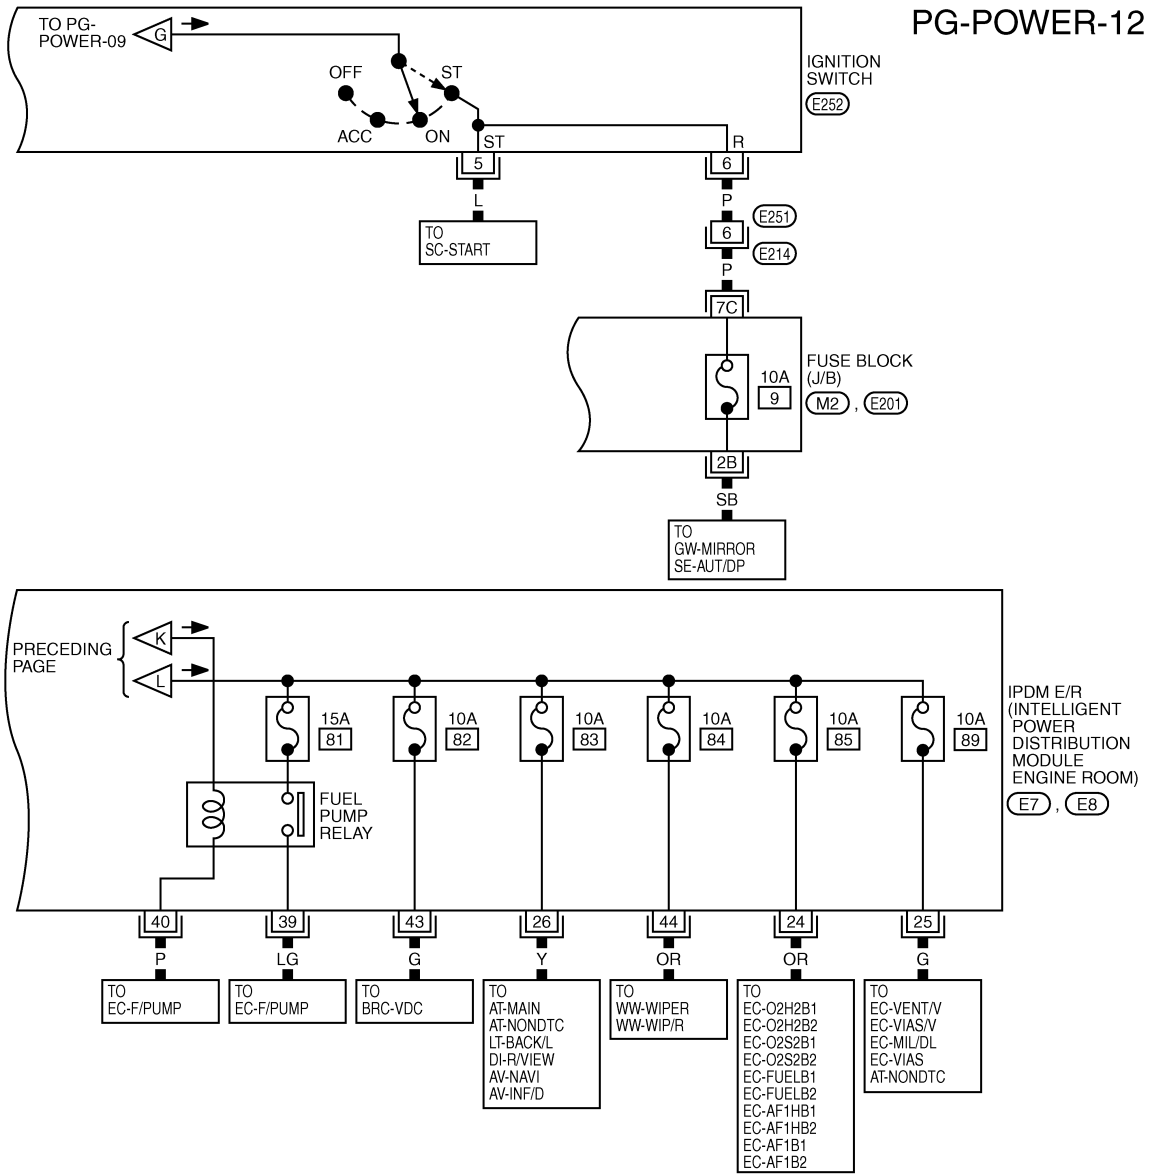 PG-POWER-12
TO PG-
POWER-09
G
OFF
ST
ACC
ON
IGNITION
SWITCH
E252
ST
R
5
6
L
P
E251
TO
SC-START
6
E214
P
7C
FUSE BLOCK
(J/B)
10A
9
M2 , E201
2B
SB
TO
GW-MIRROR
SE-AUT/DP
PRECEDING
PAGE
K
L
15A
81
10A
82
10A
83
10A
84
10A
85
10A
89
IPDM E/R
(INTELLIGENT
POWER
DISTRIBUTION
MODULE
ENGINE ROOM)
E7 , E8
FUEL
PUMP
RELAY
40
39
43
26
44
24
25
P
LG
G
Y
OR
OR
G
TO
EC-F/PUMP
TO
EC-F/PUMP
TO
BRC-VDC
TO
AT-MAIN
AT-NONDTC
LT-BACK/L
DI-R/VIEW
AV-NAVI
AV-INF/D
TO
WW-WIPER
WW-WIP/R
TO
EC-O2H2B1
EC-O2H2B2
EC-O2S2B1
EC-O2S2B2
EC-FUELB1
EC-FUELB2
EC-AF1HB1
EC-AF1HB2
EC-AF1B1
EC-AF1B2
TO
EC-VENT/V
EC-VIAS/V
EC-MIL/DL
EC-VIAS
AT-NONDTC